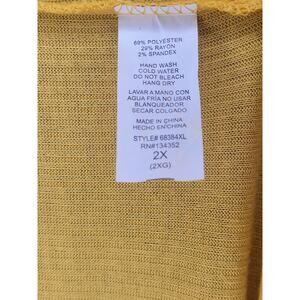 69% POLYESTER
29% RAYON
2% SPANDEX
HAND WASH
COLD WATER
DO NOT BLEACH
HANG DRY
LAVAR A MANO CON
AGUA FRIA NO USAR
BLANQUEADOR
SECAR COLGADO
MADE IN CHINA
HECHO EN CHINA
STYLE# 68384XL
RN#134352
2X
(2XG)